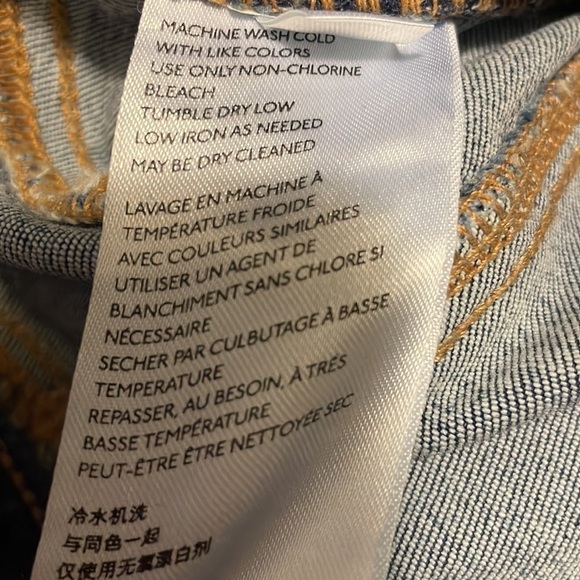 MACHINE WASH COLD
WITH LIKE COLORS
USE ONLY NON-CHLORINE
BLEACH
TUMBLE DRY LOW
LOW IRON AS NEEDED
MAY BE DRY CLEANED
LAVAGE EN MACHINE À
TEMPÉRATURE FROIDE
AVEC COULEURS SIMILAIRES
UTILISER UN AGENT DE
BLANCHIMENT SANS CHLORE SI
NÉCESSAIRE
SECHER PAR CULBUTAGE À BASSE
TEMPERATURE
REPASSER, AU BESOIN, À TRÉS
BASSE TEMPÉRATURE
PEUT-ÊTRE ÊTRE NETTOYÉE SEC
冷水机洗
与同色一起
仅使用无氯漂白剂